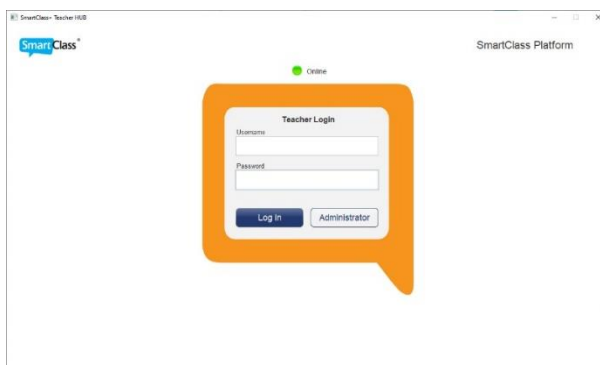 SmartClass+ Teacher HUB
SmartClass+
SmartClass Platform
Online
Teacher Login
Username
Password
Log in
Administrator